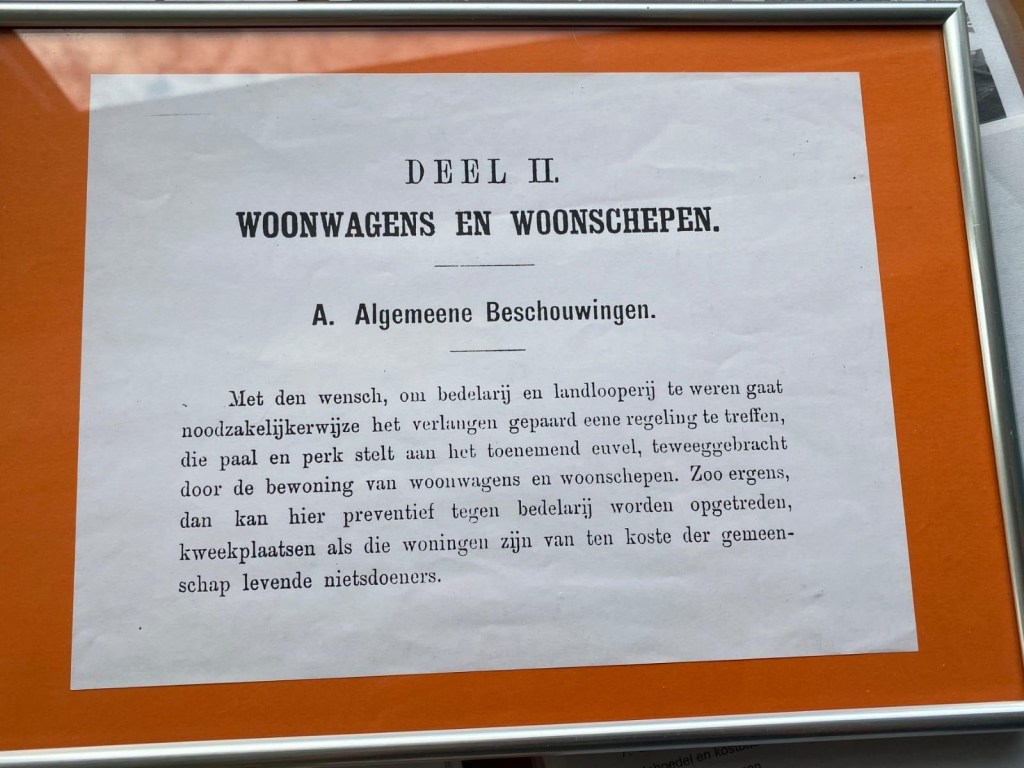 DEEL II.
WOONWAGENS EN WOONSCHEPEN.
A. Algemeene Beschouwingen.
Met den wensch, om bedelarij en landlooperij te weren gaat
noodzakelijkerwijze het verlangen gepaard eene regeling te treffen,
die paal en perk stelt aan het toenemend euvel, teweeggebracht
door de bewoning van woonwagens en woonschepen. Zoo ergens,
dan kan hier preventief tegen bedelarij worden opgetreden,
kweekplaatsen als die woningen zijn van ten koste der gemeen-
schap levende nietsdoeners.